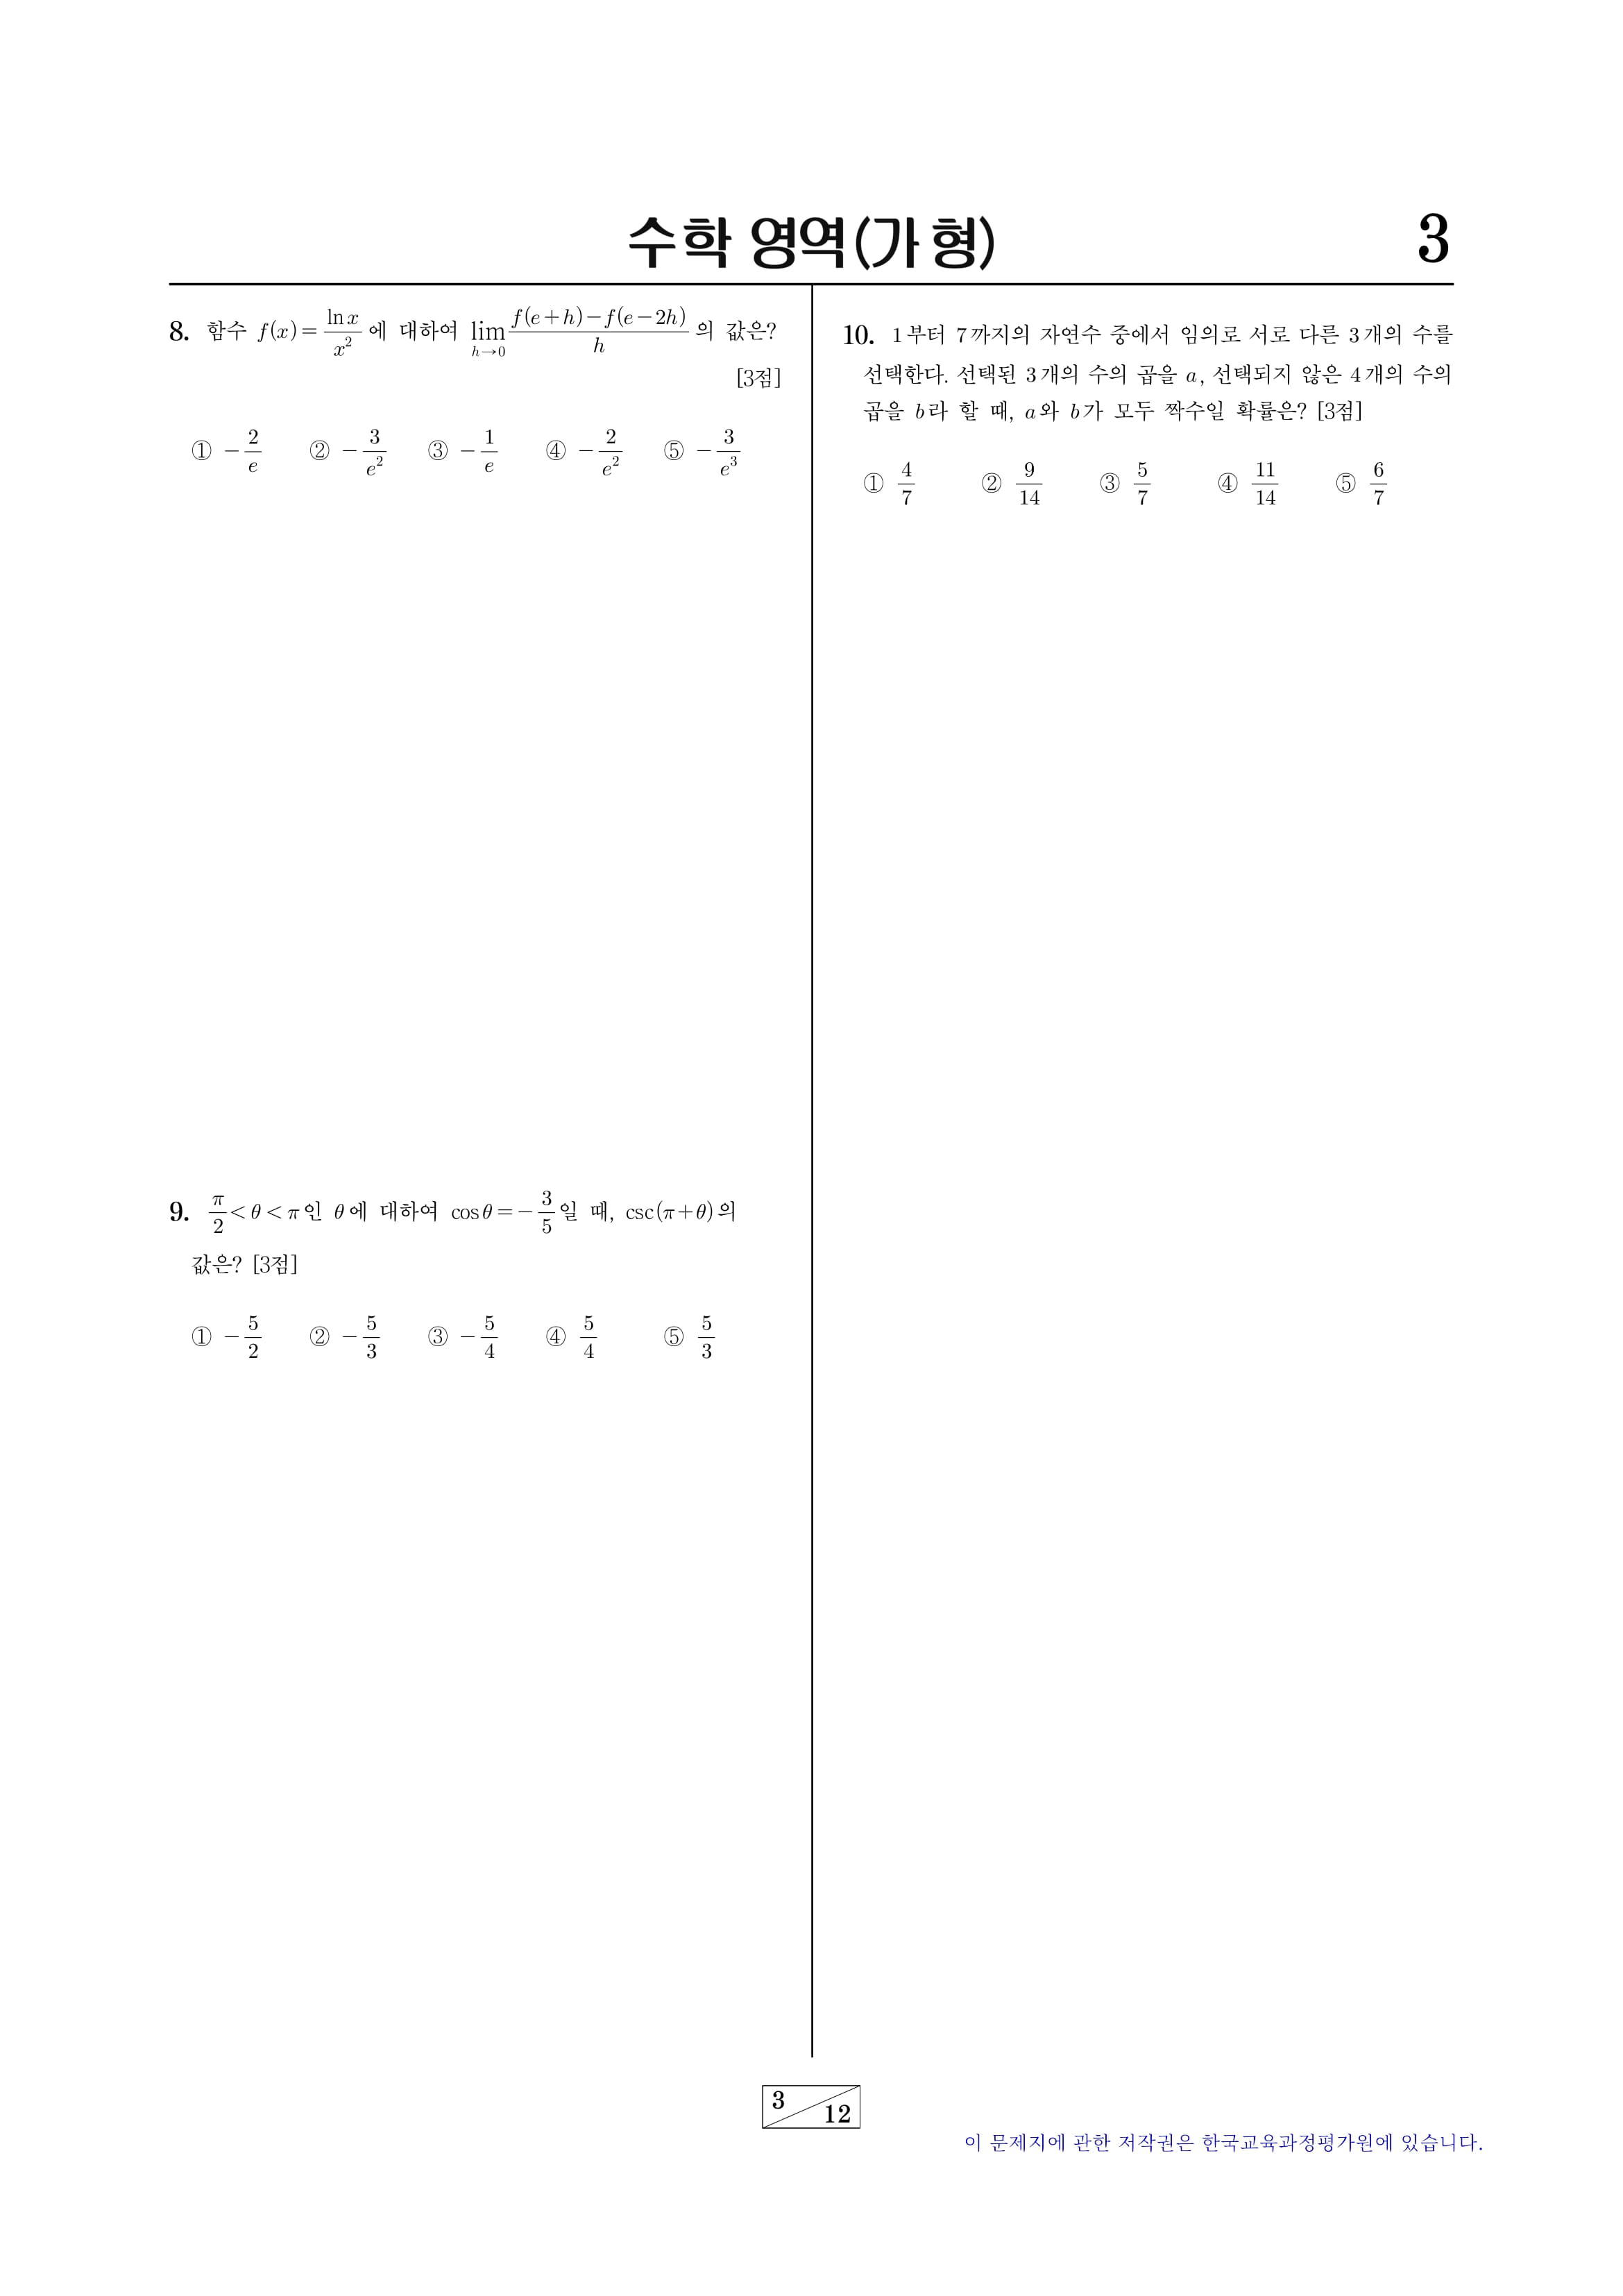 수학 영역(가 형)
3
8. 함수 f(x)=\frac{\ln x}{x^2} 에 대하여 \lim_{h→0}\frac{f(e+h)-f(e-2h)}{h} 의 값은?
[3점]
① -\frac{2}{e} ② -\frac{3}{e^2} ③ -\frac{1}{e} ④ -\frac{2}{e^2} ⑤ -\frac{3}{e^3}
9. \frac{π}{2}<θ<π인 θ에 대하여 cosθ=-\frac{3}{5}일 때, csc(π+θ)의
값은? [3점]
① -\frac{5}{2} ② -\frac{5}{3} ③ -\frac{5}{4} ④ \frac{5}{4} ⑤ \frac{5}{3}
10. 1부터 7까지의 자연수 중에서 임의로 서로 다른 3개의 수를
선택한다. 선택된 3개의 수의 곱을 a, 선택되지 않은 4개의 수의
곱을 b라 할 때, a와 b가 모두 짝수일 확률은? [3점]
① \frac{4}{7} ② \frac{9}{14} ③ \frac{5}{7} ④ \frac{11}{14} ⑤ \frac{6}{7}
3
12
이 문제지에 관한 저작권은 한국교육과정평가원에 있습니다.